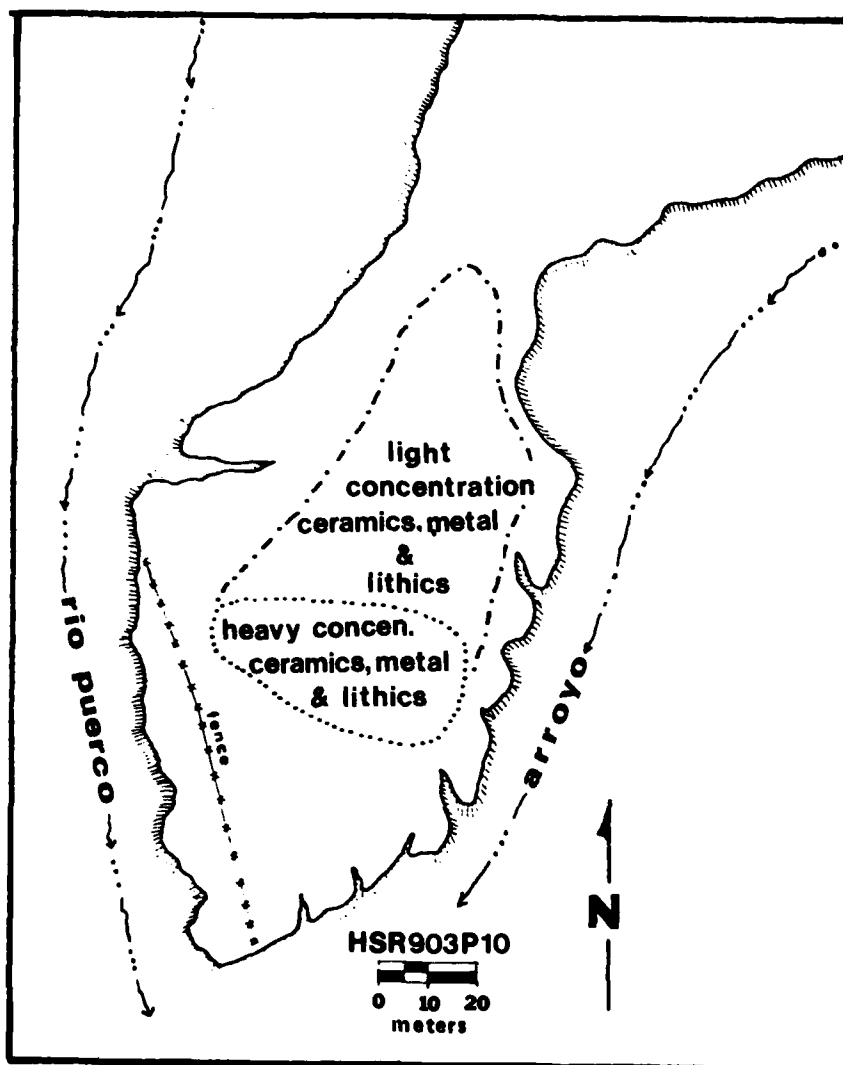 light
concentration
ceramics, metal
&
lithics
heavy concen.
ceramics, metal
& lithics
rio puerco
fence
arroyo
N
HSR903P10
0 10 20
meters